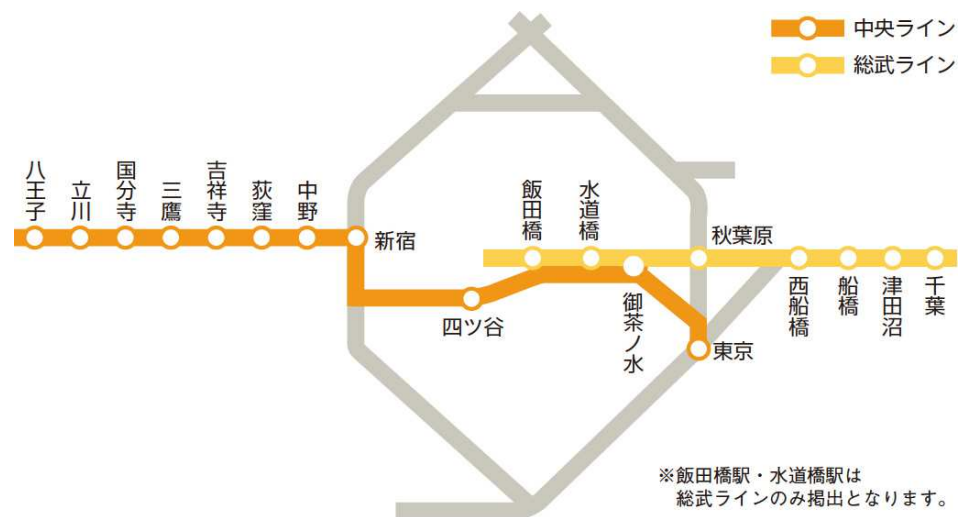 中央ライン
総武ライン
八王子
立川
国分寺
三鷹
吉祥寺
荻窪
中野
新宿
四ツ谷
飯田橋
水道橋
御茶ノ水
秋葉原
東京
西船橋
船橋
津田沼
千葉
※飯田橋駅・水道橋駅は
総武ラインのみ掲出となります。